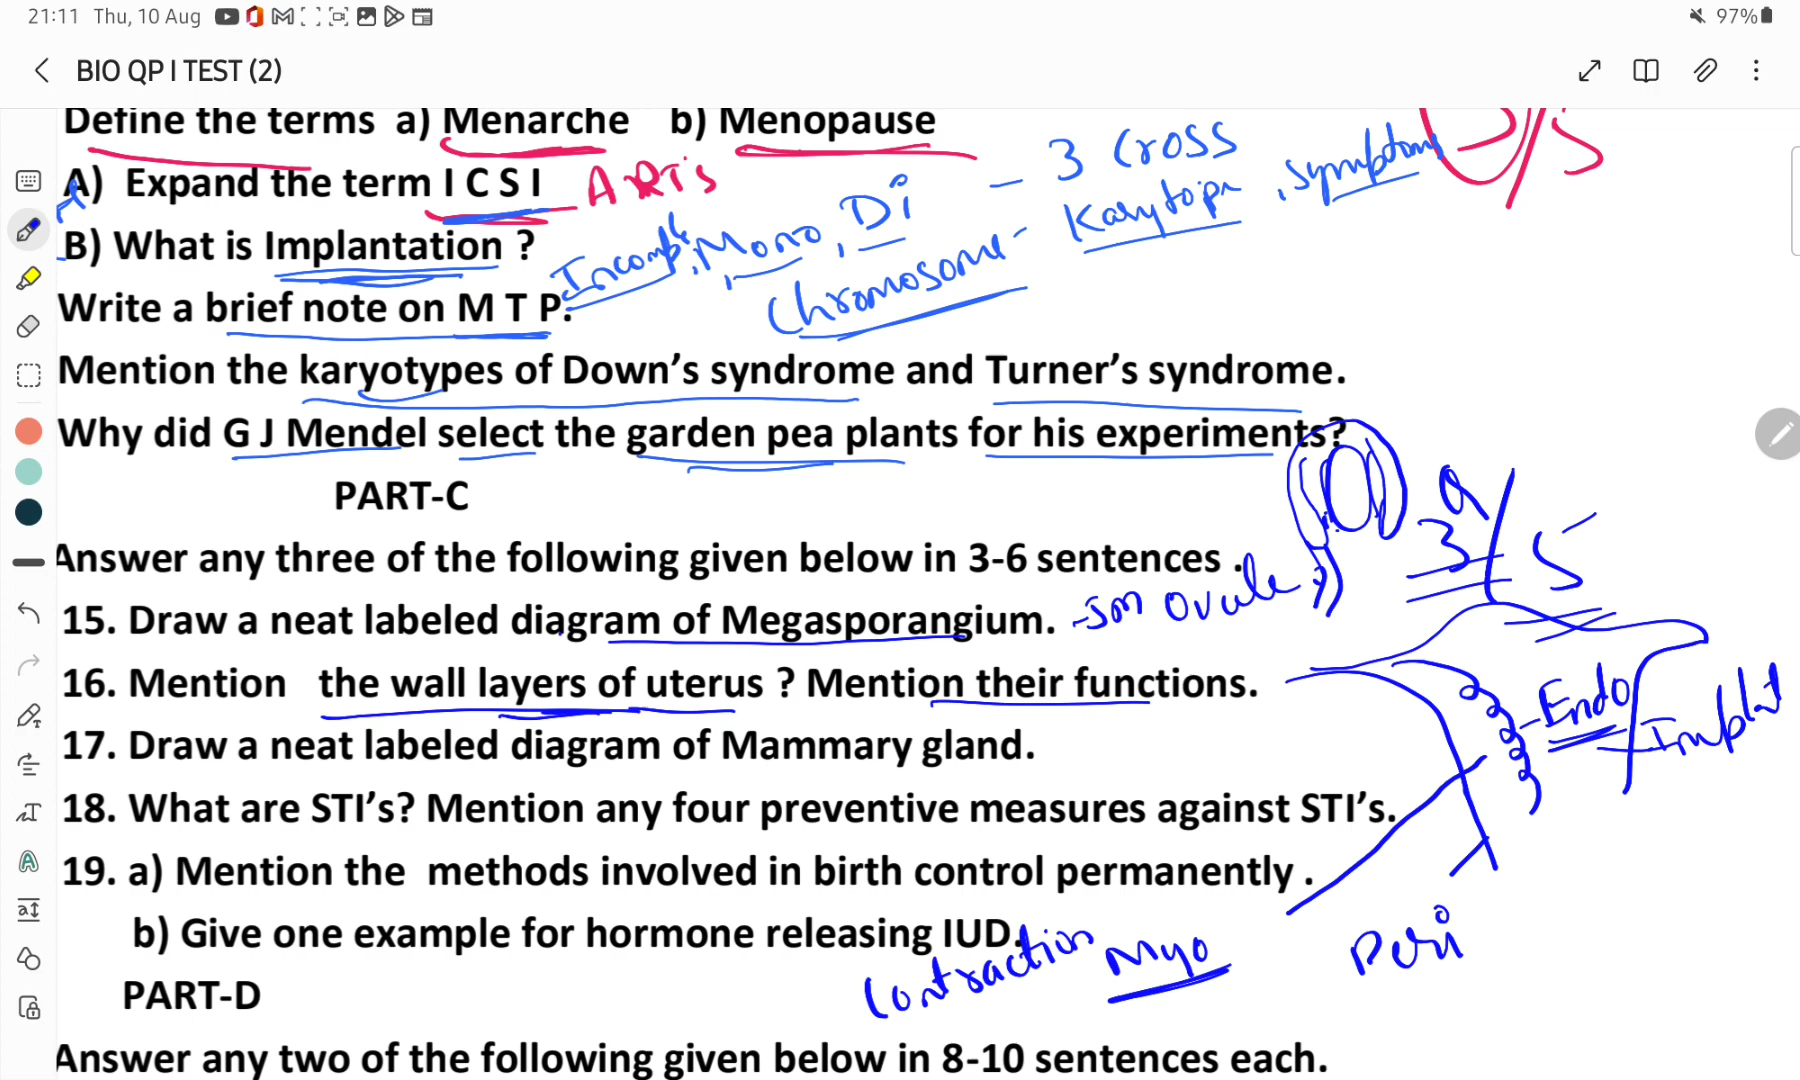 21:11 Thu, 10 Aug
97%
BIO QP I TEST (2)
Define the terms a) Menarche b) Menopause
A) Expand the term I C S I
ARTs
3 Cross
B) What is Implantation ?
Mono, Di
Chromosome
Write a brief note on M T P.
Mention the karyotypes of Down’s syndrome and Turner’s syndrome.
Why did G J Mendel select the garden pea plants for his experiments?
PART-C
3/5
Answer any three of the following given below in 3-6 sentences .
15. Draw a neat labeled diagram of Megasporangium.
ovule
16. Mention the wall layers of uterus ? Mention their functions.
Endo
17. Draw a neat labeled diagram of Mammary gland.
18. What are STI’s? Mention any four preventive measures against STI’s.
19. a) Mention the methods involved in birth control permanently .
b) Give one example for hormone releasing IUD.
Contraction Myo
Peri
PART-D
Answer any two of the following given below in 8-10 sentences each.